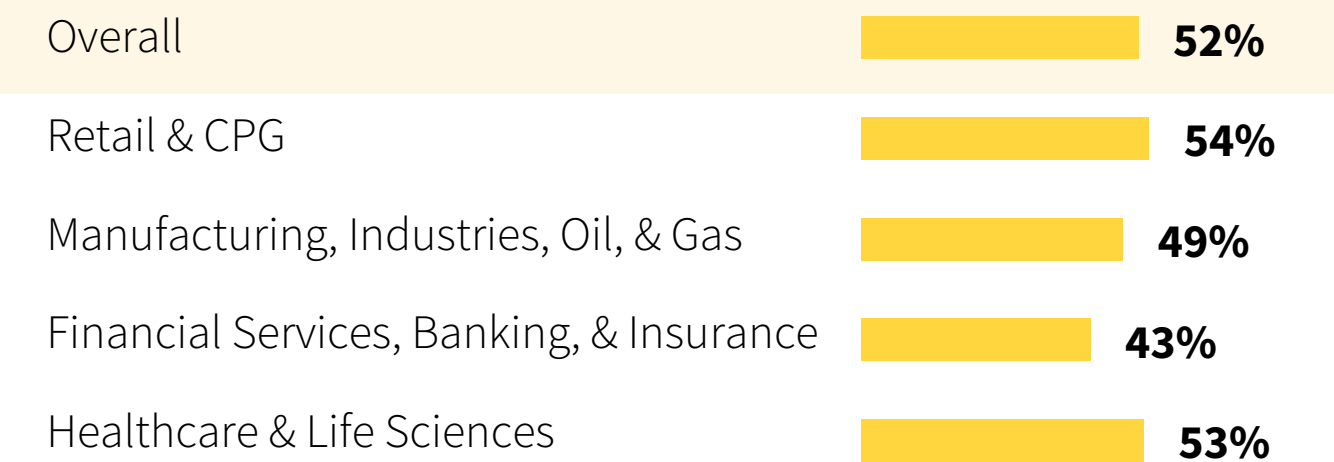 Overall 52%
Retail & CPG 54%
Manufacturing, Industries, Oil, & Gas 49%
Financial Services, Banking, & Insurance 43%
Healthcare & Life Sciences 53%